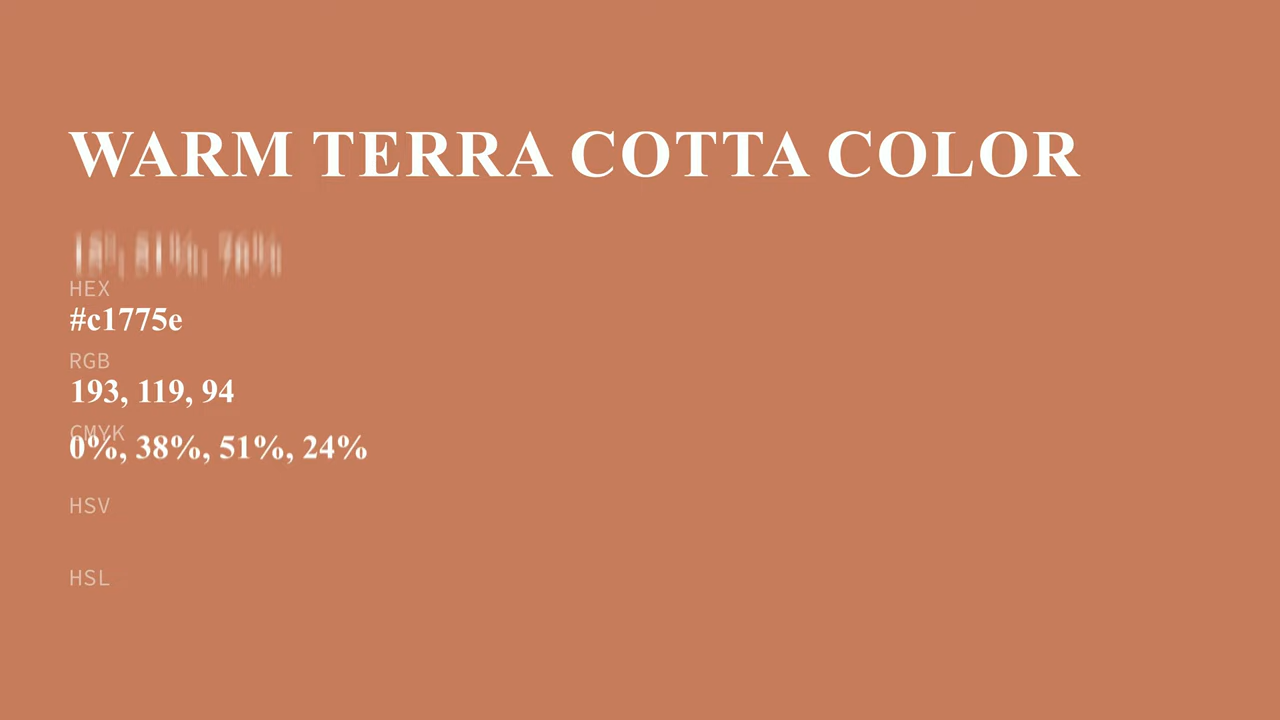 WARM TERRA COTTA COLOR
HEX
#c1775e
RGB
193, 119, 94
CMYK
0%, 38%, 51%, 24%
HSV
HSL